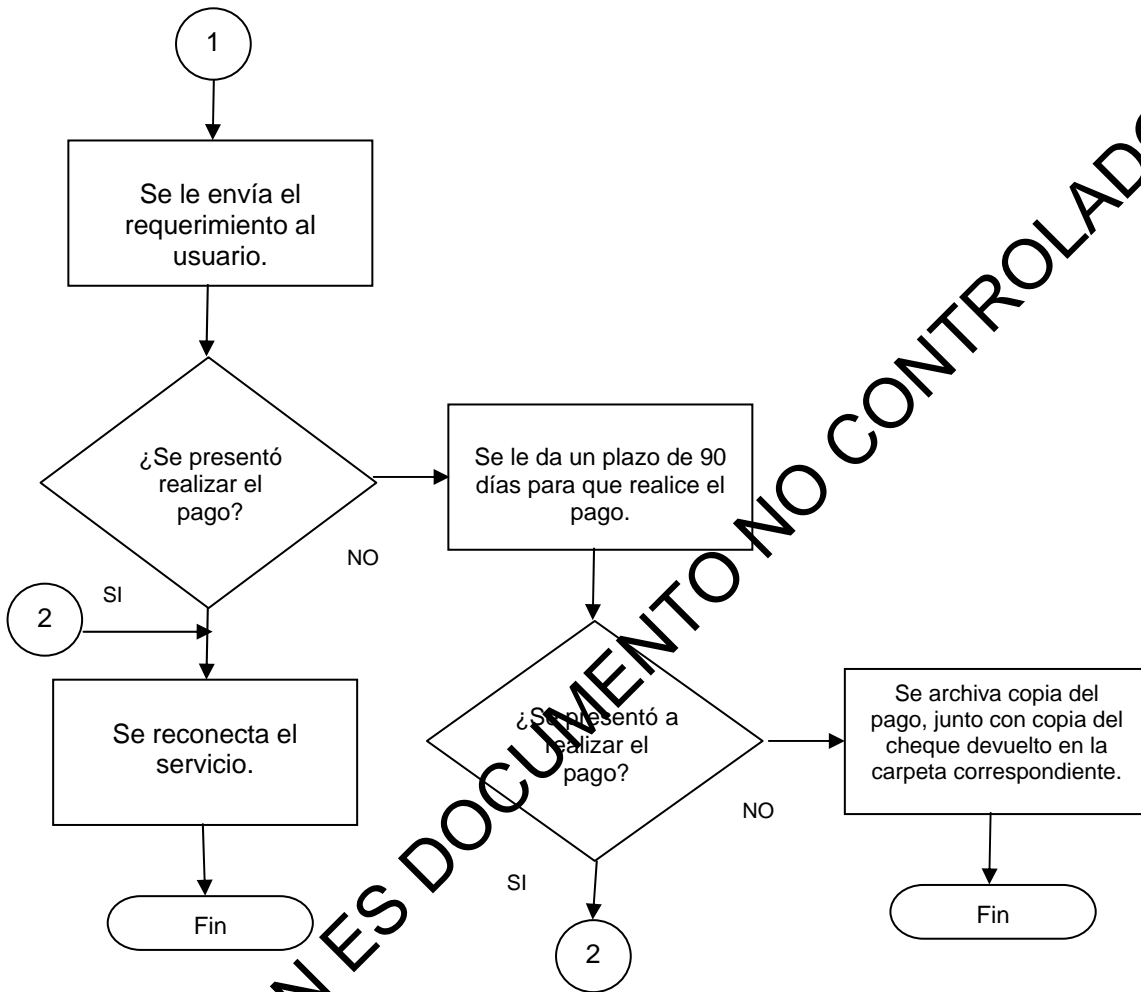 1
Se le envía el
requerimiento al
usuario.
¿Se presentó
realizar el
pago?
NO
SI
2
Se le da un plazo de 90
días para que realice el
pago.
Se reconecta el
servicio.
Fin
¿Se presentó a
realizar el
pago?
NO
SI
2
Se archiva copia del
pago, junto con copia del
cheque devuelto en la
carpeta correspondiente.
Fin
N ES DOCUMENTO NO CONTROLADO